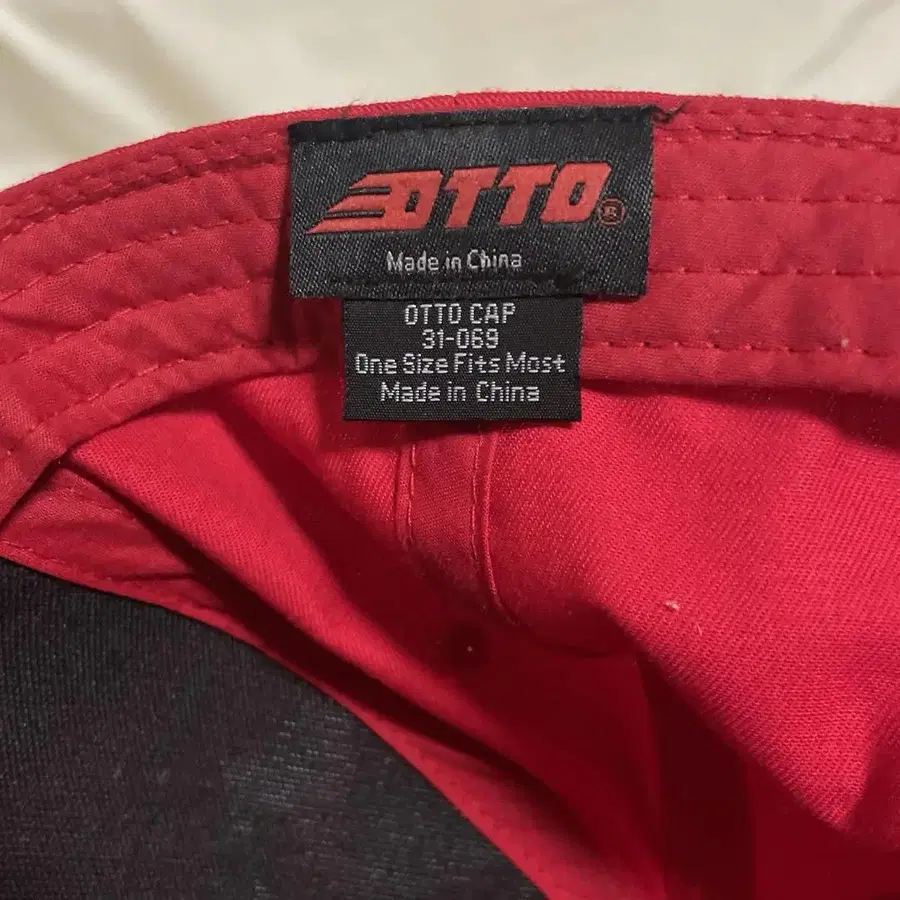 OTTO®
Made in China
OTTO CAP
31-069
One Size Fits Most
Made in China